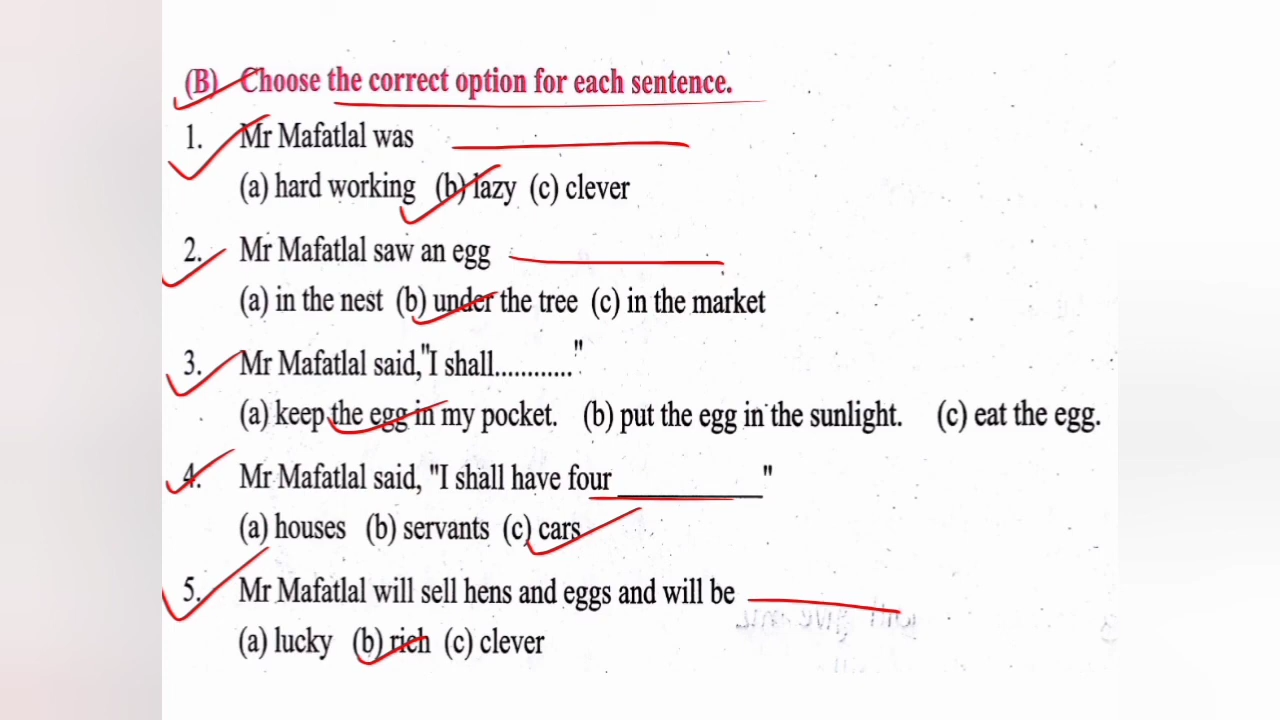 (B) Choose the correct option for each sentence.
1. Mr Mafatlal was
(a) hard working (b) lazy (c) clever
2. Mr Mafatlal saw an egg
(a) in the nest (b) under the tree (c) in the market
3. Mr Mafatlal said,"I shall............"
(a) keep the egg in my pocket. (b) put the egg in the sunlight. (c) eat the egg.
4. Mr Mafatlal said, "I shall have four ____________"
(a) houses (b) servants (c) cars
5. Mr Mafatlal will sell hens and eggs and will be
(a) lucky (b) rich (c) clever